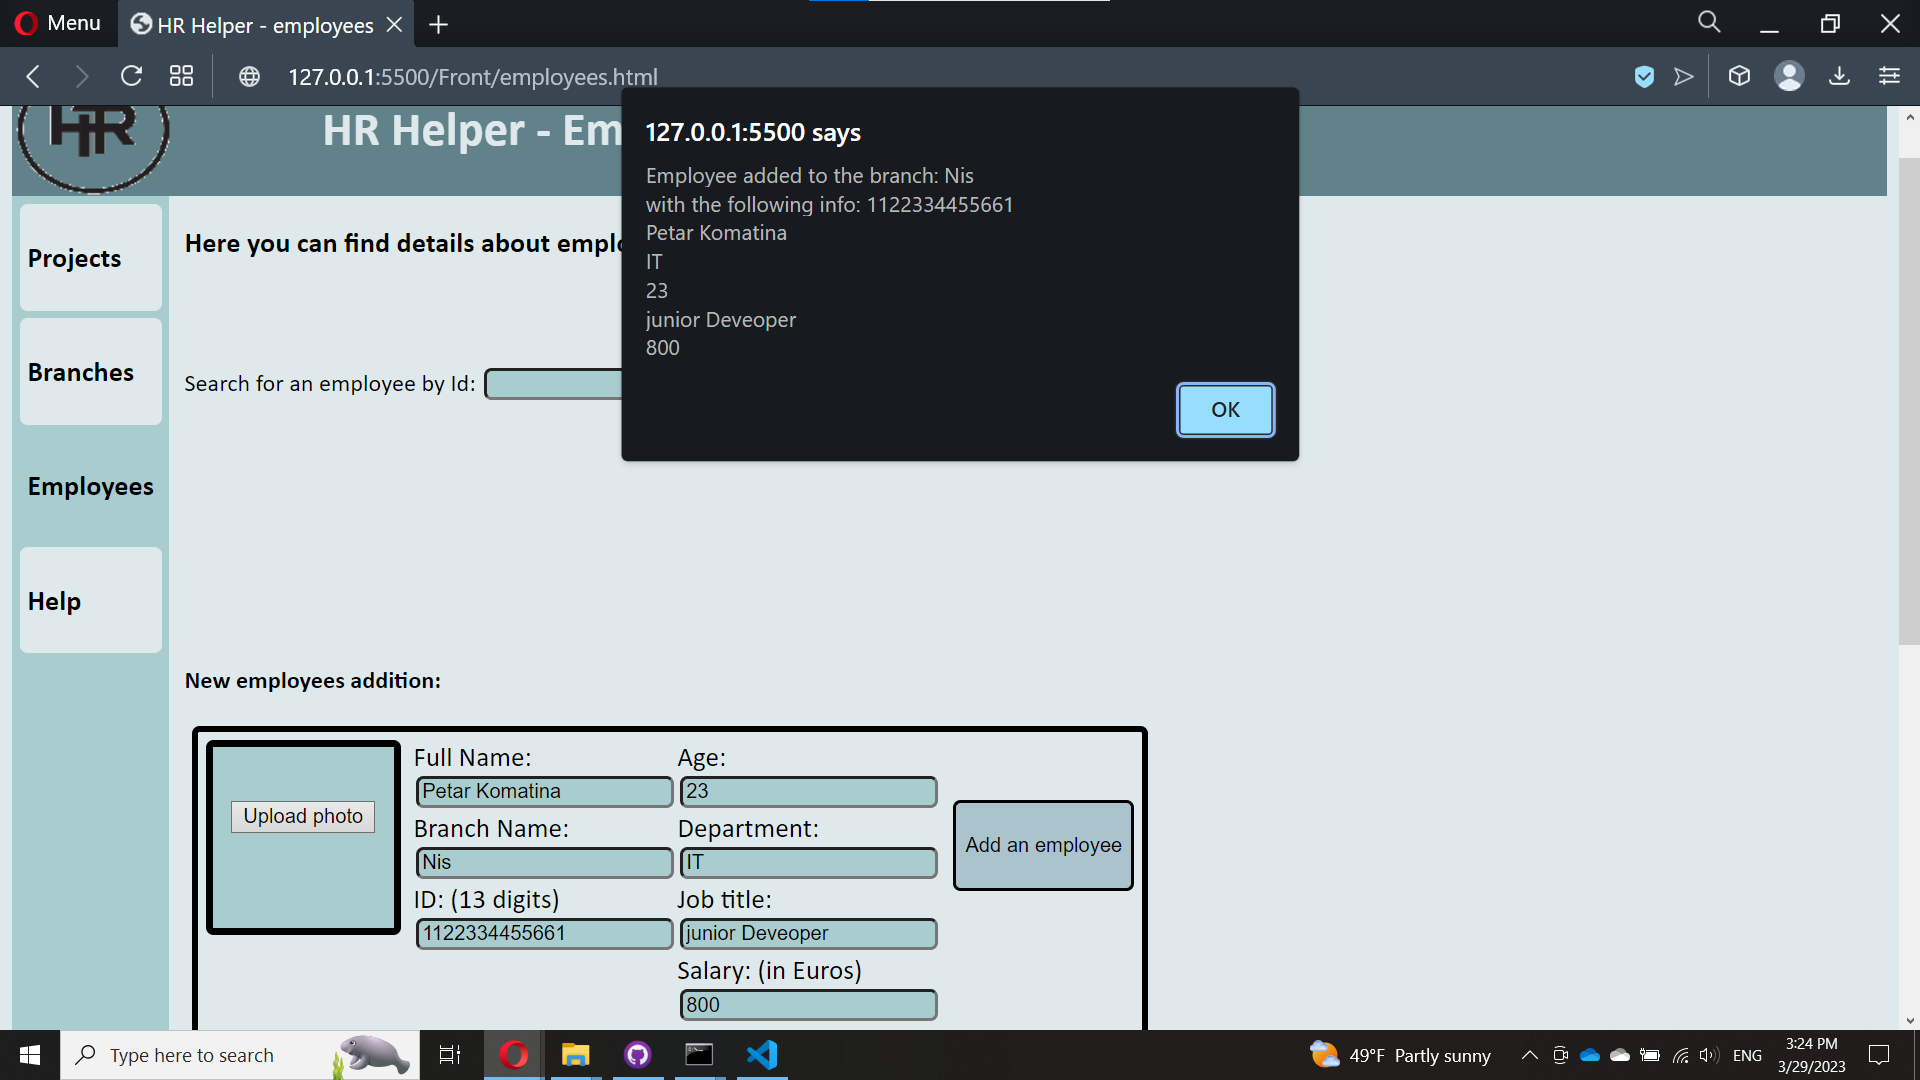 Menu
HR Helper - employees
127.0.0.1:5500/Front/employees.html
HR
HR Helper - Em
127.0.0.1:5500 says
Employee added to the branch: Nis
with the following info: 1122334455661
Petar Komatina
IT
23
junior Deveoper
800
OK
Projects
Branches
Employees
Help
Here you can find details about emplo
Search for an employee by Id:
New employees addition:
Upload photo
Full Name:
Petar Komatina
Age:
23
Branch Name:
Nis
Department:
IT
ID: (13 digits)
1122334455661
Job title:
junior Deveoper
Salary: (in Euros)
800
Add an employee
Type here to search
49°F Partly sunny
ENG
3:24 PM
3/29/2023